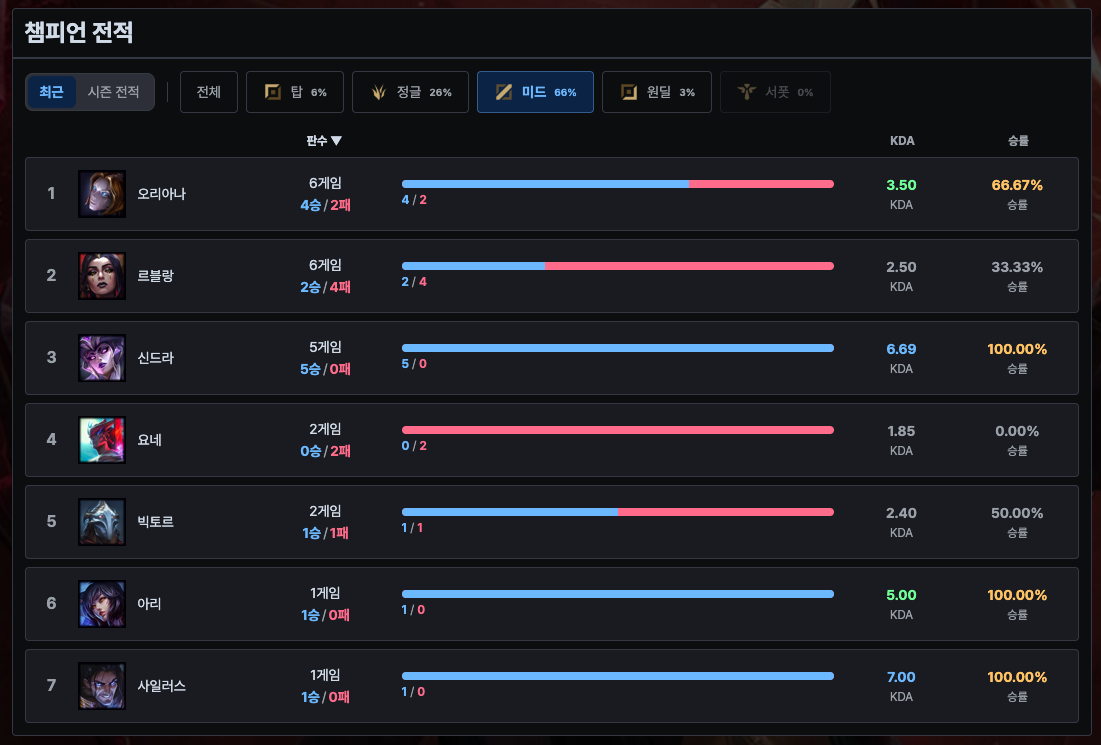 챔피언 전적
최근 시즌 전적 전체 탑 6% 정글 26% 미드 66% 원딜 3% 서폿 0%
판수 ▼ KDA 승률
1 오리아나 6게임 4승/2패 4 / 2 3.50 KDA 66.67% 승률
2 르블랑 6게임 2승/4패 2 / 4 2.50 KDA 33.33% 승률
3 신드라 5게임 5승/0패 5 / 0 6.69 KDA 100.00% 승률
4 요네 2게임 0승/2패 0 / 2 1.85 KDA 0.00% 승률
5 빅토르 2게임 1승/1패 1 / 1 2.40 KDA 50.00% 승률
6 아리 1게임 1승/0패 1 / 0 5.00 KDA 100.00% 승률
7 사일러스 1게임 1승/0패 1 / 0 7.00 KDA 100.00% 승률